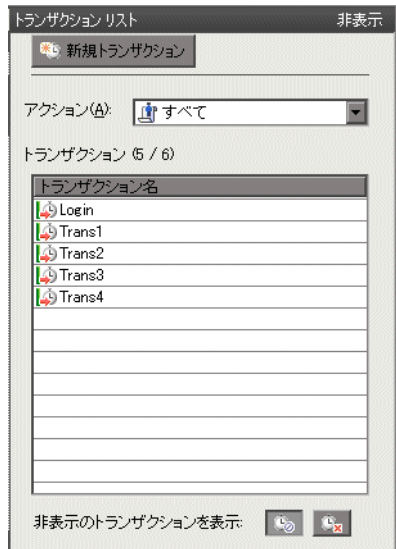 トランザクション リスト 非表示
新規トランザクション
アクション(A): すべて
トランザクション (5 / 6)
トランザクション名
Login
Trans1
Trans2
Trans3
Trans4
非表示のトランザクションを表示: